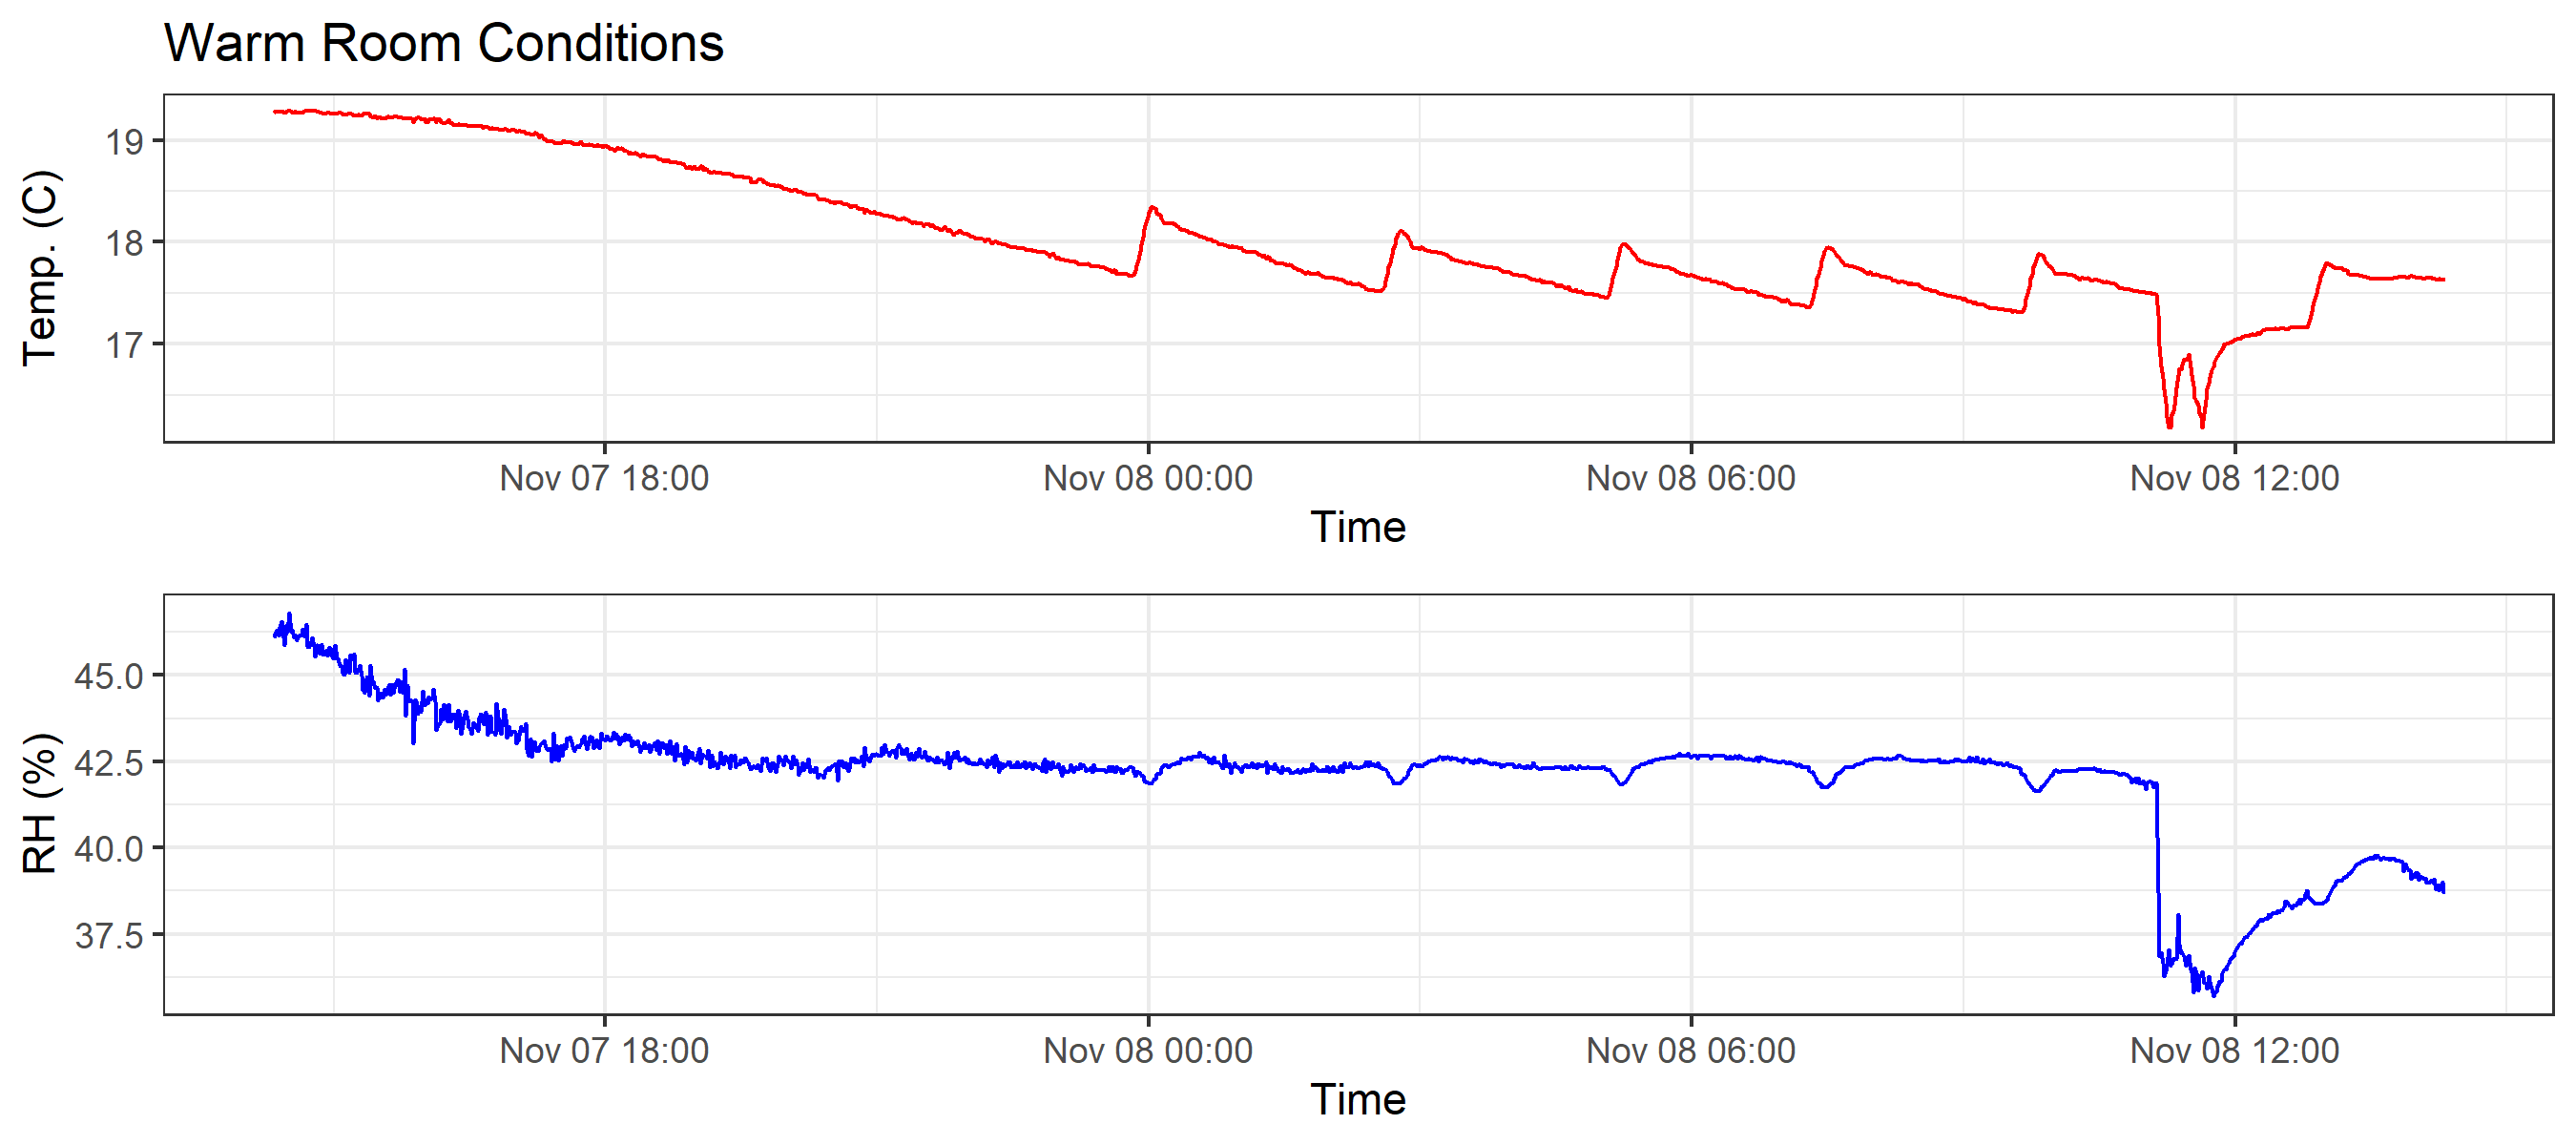 Warm Room Conditions
Temp. (C)
19
18
17
Nov 07 18:00 Nov 08 00:00 Nov 08 06:00 Nov 08 12:00
Time
RH (%)
45.0
42.5
40.0
37.5
Nov 07 18:00 Nov 08 00:00 Nov 08 06:00 Nov 08 12:00
Time